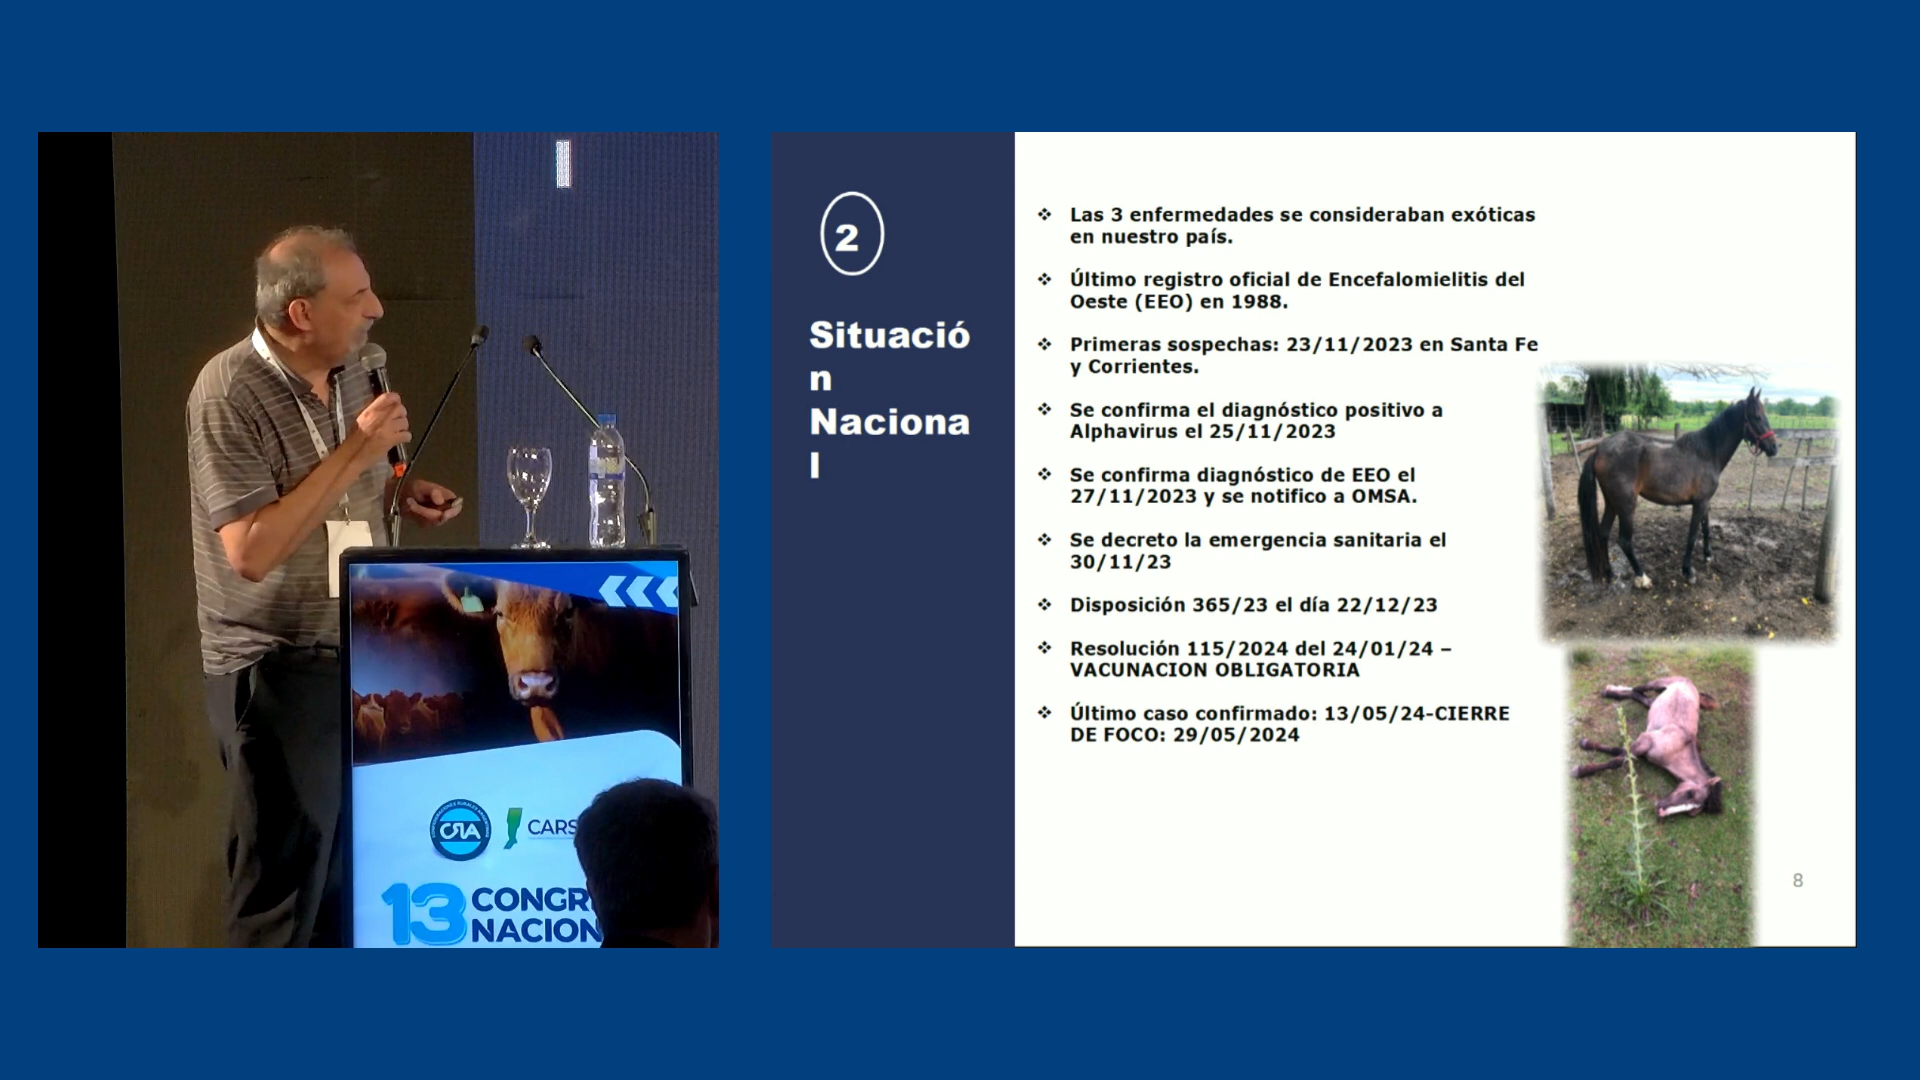 2
Situació
n
Naciona
l
❖ Las 3 enfermedades se consideraban exóticas
en nuestro país.
❖ Último registro oficial de Encefalomielitis del
Oeste (EEO) en 1988.
❖ Primeras sospechas: 23/11/2023 en Santa Fe
y Corrientes.
❖ Se confirma el diagnóstico positivo a
Alphavirus el 25/11/2023
❖ Se confirma diagnóstico de EEO el
27/11/2023 y se notifico a OMSA.
❖ Se decreto la emergencia sanitaria el
30/11/23
❖ Disposición 365/23 el día 22/12/23
❖ Resolución 115/2024 del 24/01/24 –
VACUNACION OBLIGATORIA
❖ Último caso confirmado: 13/05/24-CIERRE
DE FOCO: 29/05/2024
8
CRA
CARS
13
CONGR
NACION